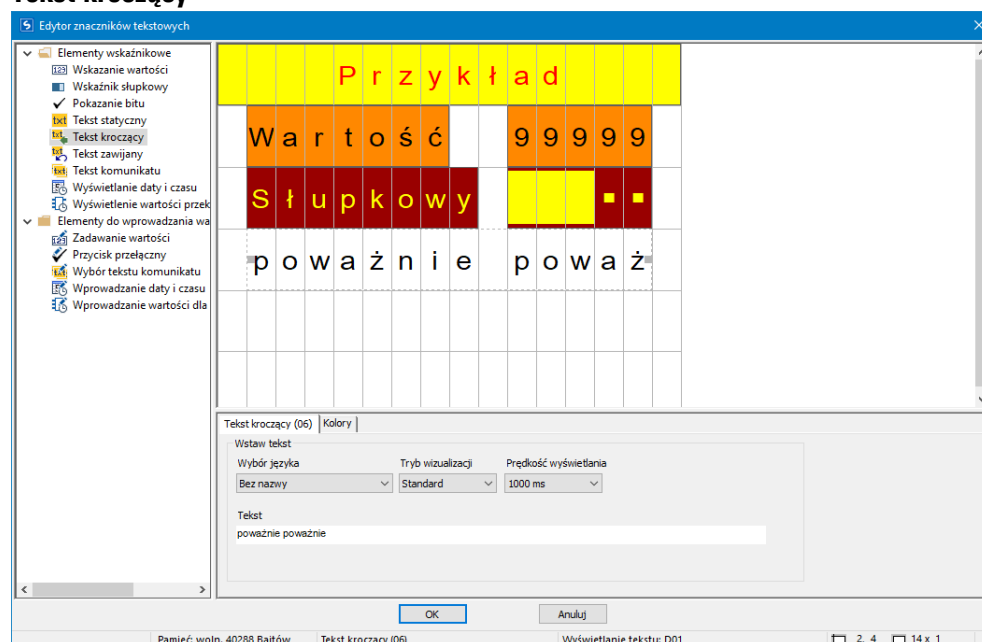 Tekst kroczący
Edytor znaczników tekstowych
Elementy wskaźnikowe
Wskazanie wartości
Wskaźnik słupkowy
Pokazanie bitu
Tekst statyczny
Tekst kroczący
Tekst zawijany
Tekst komunikatu
Wyświetlanie daty i czasu
Wyświetlenie wartości przek
Elementy do wprowadzania wa
Zadawanie wartości
Przycisk przełączny
Wybór tekstu komunikatu
Wprowadzanie daty i czasu
Wprowadzanie wartości dla
Przykład
Wartość 99999
Słupkowy
poważnie poważ
Tekst kroczący (06) Kolory
Wstaw tekst
Wybór języka Tryb wizualizacji Prędkość wyświetlania
Bez nazwy Standard 1000 ms
Tekst
poważnie poważnie
OK Anuluj
Pamięć: woln. 40288 Bajtów Tekst kroczący (06) Wyświetlanie tekstu: D01 2, 4 14 x 1